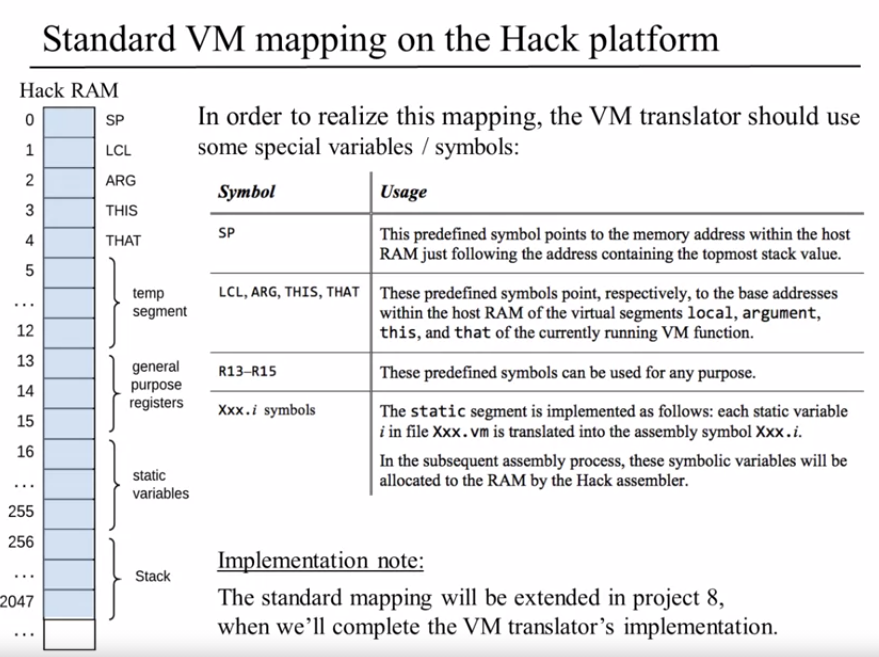 Standard VM mapping on the Hack platform
Hack RAM
0 SP
1 LCL
2 ARG
3 THIS
4 THAT
5
...
12
temp
segment
13
14
15
general
purpose
registers
16
...
255
static
variables
256
...
2047
Stack
...
In order to realize this mapping, the VM translator should use
some special variables / symbols:
Symbol Usage
SP This predefined symbol points to the memory address within the host
RAM just following the address containing the topmost stack value.
LCL, ARG, THIS, THAT These predefined symbols point, respectively, to the base addresses
within the host RAM of the virtual segments local, argument,
this, and that of the currently running VM function.
R13–R15 These predefined symbols can be used for any purpose.
Xxx.i symbols The static segment is implemented as follows: each static variable
i in file Xxx.vm is translated into the assembly symbol Xxx.i.
In the subsequent assembly process, these symbolic variables will be
allocated to the RAM by the Hack assembler.
Implementation note:
The standard mapping will be extended in project 8,
when we’ll complete the VM translator’s implementation.